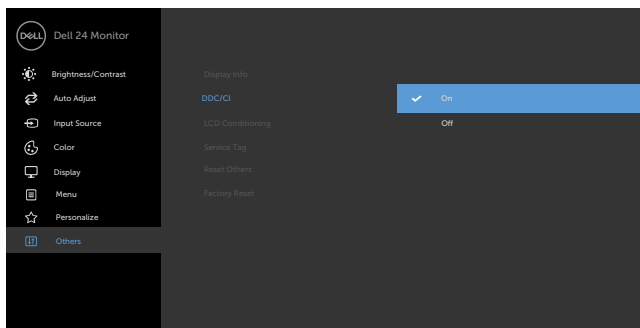 DELL
Dell 24 Monitor
Brightness/Contrast
Auto Adjust
Input Source
Color
Display
Menu
Personalize
Others
Display Info
DDC/CI
LCD Conditioning
Service Tag
Reset Others
Factory Reset
On
Off